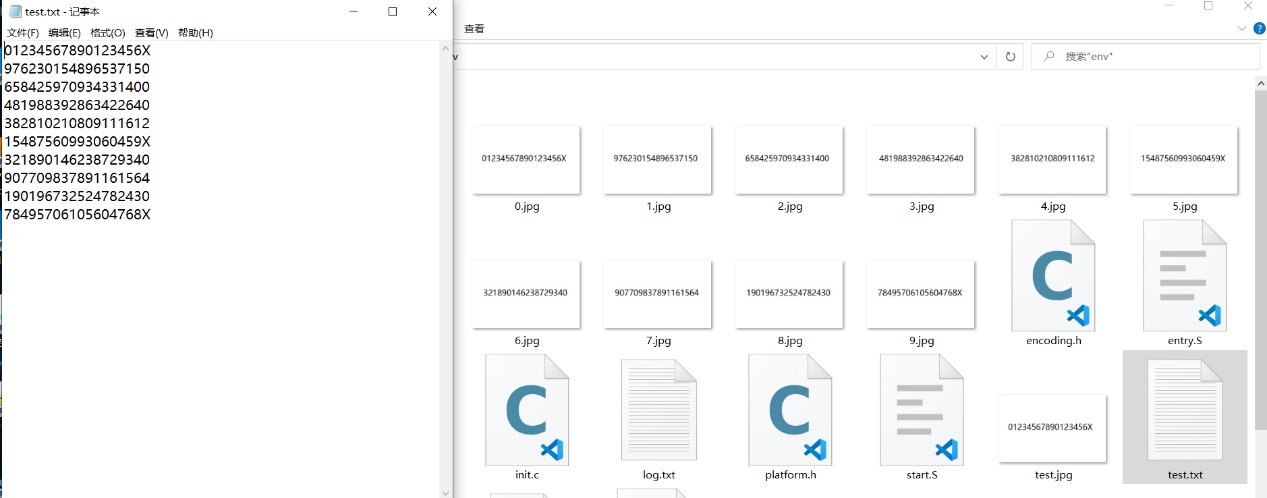 test.txt - 记事本
文件(F) 编辑(E) 格式(O) 查看(V) 帮助(H)
01234567890123456X
976230154896537150
658425970934331400
481988392863422640
382810210809111612
15487560993060459X
321890146238729340
907709837891161564
190196732524782430
78495706105604768X
查看
v
搜索"env"
01234567890123456X 976230154896537150 658425970934331400 481988392863422640 382810210809111612 15487560993060459X
0.jpg 1.jpg 2.jpg 3.jpg 4.jpg 5.jpg
321890146238729340 907709837891161564 190196732524782430 78495706105604768X C
6.jpg 7.jpg 8.jpg 9.jpg encoding.h entry.S
C C 01234567890123456X
init.c log.txt platform.h start.S test.jpg test.txt